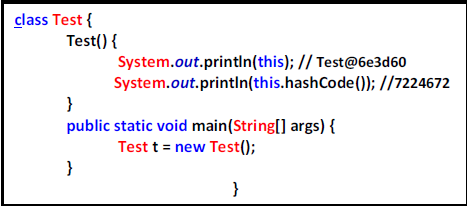 class Test {
Test() {
System.out.println(this); // Test@6e3d60
System.out.println(this.hashCode()); //7224672
}
public static void main(String[] args) {
Test t = new Test();
}
}